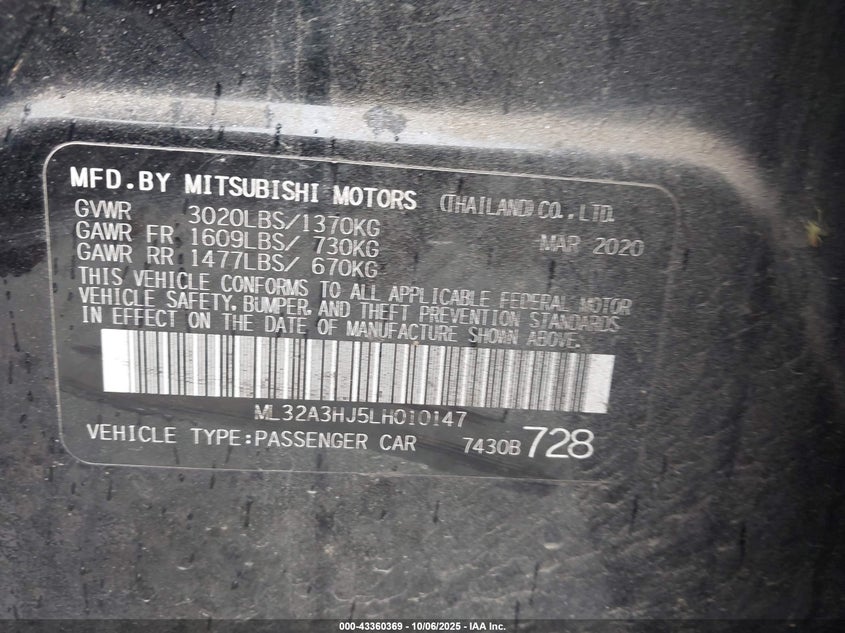 MFD.BY MITSUBISHI MOTORS (THAILAND) CO., LTD.
GVWR 3020LBS/1370KG MAR 2020
GAWR FR 1609LBS/ 730KG
GAWR RR 1477LBS/ 670KG
THIS VEHICLE CONFORMS TO ALL APPLICABLE FEDERAL MOTOR
VEHICLE SAFETY, BUMPER, AND THEFT PREVENTION STANDARDS
IN EFFECT ON THE DATE OF MANUFACTURE SHOWN ABOVE.
ML32A3HJ5LH010147
VEHICLE TYPE:PASSENGER CAR 7430B 728
000-43360369 | 10/06/2025 - IAA Inc.